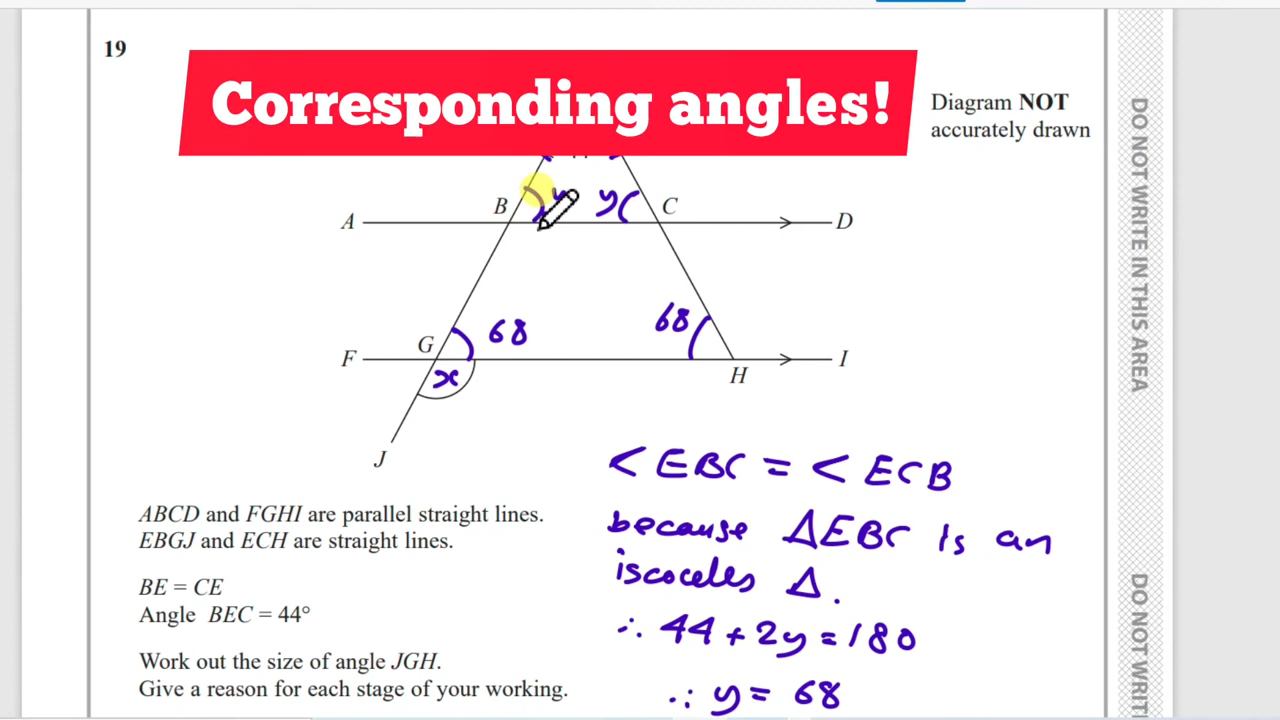 19
Corresponding angles!
Diagram NOT
accurately drawn
DO NOT WRITE IN THIS AREA
B
y
C
A
D
68
68
G
F
I
x
H
J
< EBC = < ECB
because ΔEBC is an
iscoceles Δ.
∴ 44 + 2y = 180
∴ y = 68
ABCD and FGHI are parallel straight lines.
EBGJ and ECH are straight lines.
BE = CE
Angle BEC = 44°
Work out the size of angle JGH.
Give a reason for each stage of your working.
DO NOT WRIT